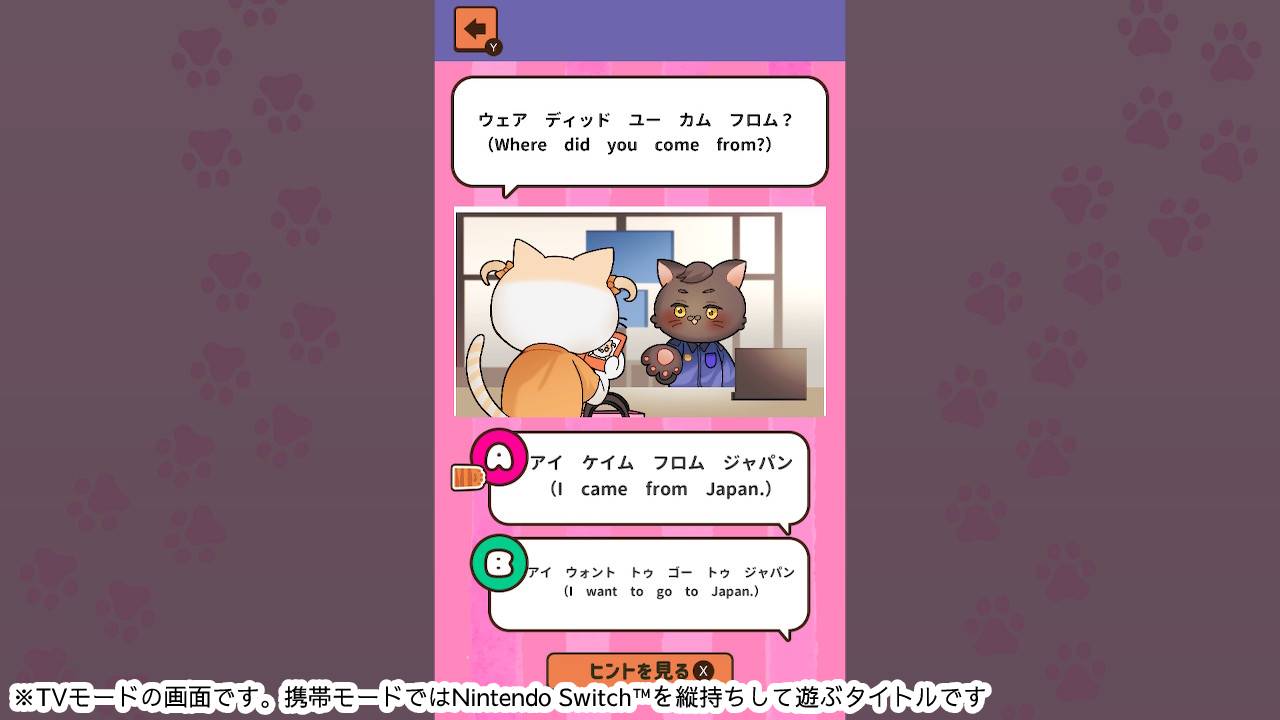 Y
ウェア ディッド ユー カム フロム？
（Where did you come from?）
A
アイ ケイム フロム ジャパン
（I came from Japan.）
B
アイ ウォント トゥ ゴー トゥ ジャパン
（I want to go to Japan.）
ヒントを見る X
※TVモードの画面です。携帯モードではNintendo Switch™を縦持ちして遊ぶタイトルです